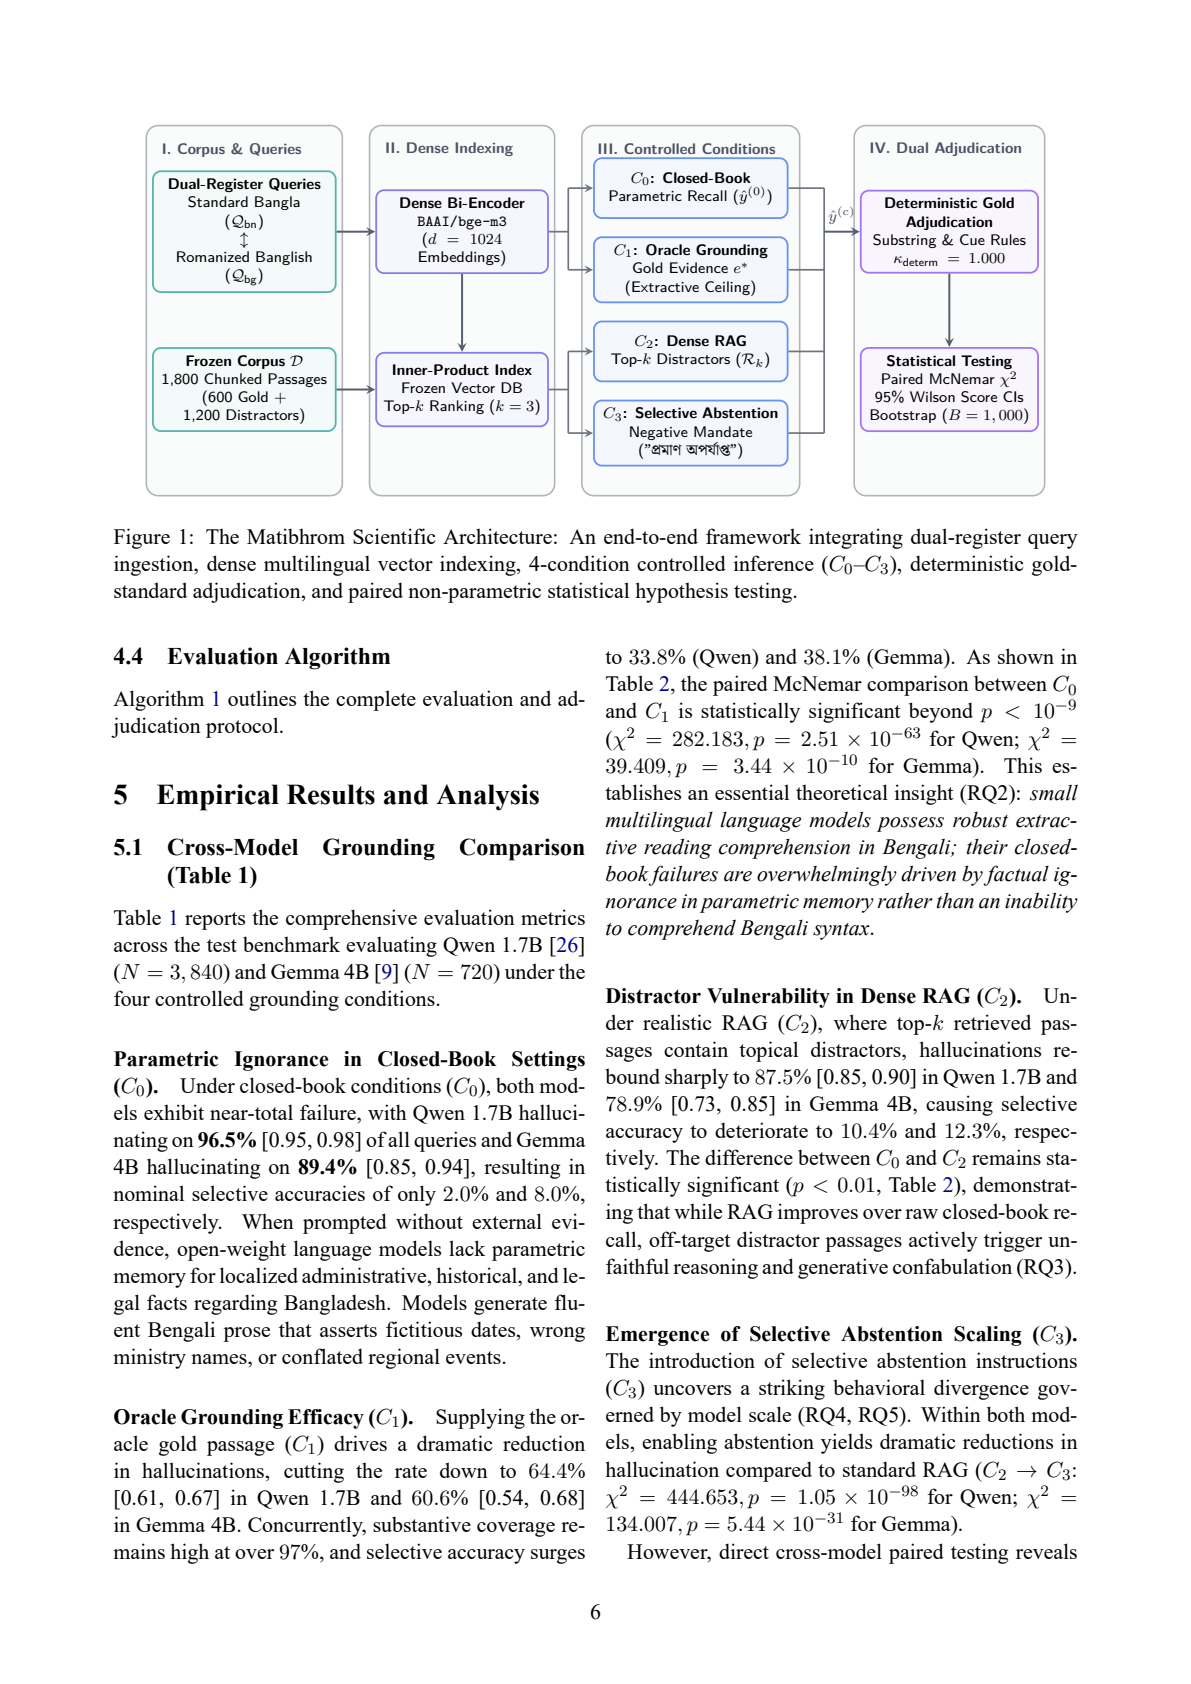 I. Corpus & Queries
Dual-Register Queries
Standard Bangla
(𝒬bn)
↕
Romanized Banglish
(𝒬bg)
Frozen Corpus 𝒟
1,800 Chunked Passages
(600 Gold +
1,200 Distractors)
II. Dense Indexing
Dense Bi-Encoder
BAAI/bge-m3
(d = 1024
Embeddings)
Inner-Product Index
Frozen Vector DB
Top-k Ranking (k = 3)
III. Controlled Conditions
C₀: Closed-Book
Parametric Recall (ŷ⁽⁰⁾)
C₁: Oracle Grounding
Gold Evidence e*
(Extractive Ceiling)
C₂: Dense RAG
Top-k Distractors (ℛₖ)
C₃: Selective Abstention
Negative Mandate
("প্রমাণ অপর্যাপ্ত")
ŷ⁽ᶜ⁾
IV. Dual Adjudication
Deterministic Gold
Adjudication
Substring & Cue Rules
κdeterm = 1.000
Statistical Testing
Paired McNemar χ²
95% Wilson Score CIs
Bootstrap (B = 1,000)
Figure 1: The Matibhrom Scientific Architecture: An end-to-end framework integrating dual-register query
ingestion, dense multilingual vector indexing, 4-condition controlled inference (C₀–C₃), deterministic gold-
standard adjudication, and paired non-parametric statistical hypothesis testing.
4.4 Evaluation Algorithm
Algorithm 1 outlines the complete evaluation and ad-
judication protocol.
5 Empirical Results and Analysis
5.1 Cross-Model Grounding Comparison
(Table 1)
Table 1 reports the comprehensive evaluation metrics
across the test benchmark evaluating Qwen 1.7B [26]
(N = 3,840) and Gemma 4B [9] (N = 720) under the
four controlled grounding conditions.
Parametric Ignorance in Closed-Book Settings
(C₀). Under closed-book conditions (C₀), both mod-
els exhibit near-total failure, with Qwen 1.7B halluci-
nating on 96.5% [0.95, 0.98] of all queries and Gemma
4B hallucinating on 89.4% [0.85, 0.94], resulting in
nominal selective accuracies of only 2.0% and 8.0%,
respectively. When prompted without external evi-
dence, open-weight language models lack parametric
memory for localized administrative, historical, and le-
gal facts regarding Bangladesh. Models generate flu-
ent Bengali prose that asserts fictitious dates, wrong
ministry names, or conflated regional events.
Oracle Grounding Efficacy (C₁). Supplying the or-
acle gold passage (C₁) drives a dramatic reduction
in hallucinations, cutting the rate down to 64.4%
[0.61, 0.67] in Qwen 1.7B and 60.6% [0.54, 0.68]
in Gemma 4B. Concurrently, substantive coverage re-
mains high at over 97%, and selective accuracy surges
to 33.8% (Qwen) and 38.1% (Gemma). As shown in
Table 2, the paired McNemar comparison between C₀
and C₁ is statistically significant beyond p < 10⁻⁹
(χ² = 282.183, p = 2.51 × 10⁻⁶³ for Qwen; χ² =
39.409, p = 3.44 × 10⁻¹⁰ for Gemma). This es-
tablishes an essential theoretical insight (RQ2): small
multilingual language models possess robust extrac-
tive reading comprehension in Bengali; their closed-
book failures are overwhelmingly driven by factual ig-
norance in parametric memory rather than an inability
to comprehend Bengali syntax.
Distractor Vulnerability in Dense RAG (C₂). Un-
der realistic RAG (C₂), where top-k retrieved pas-
sages contain topical distractors, hallucinations re-
bound sharply to 87.5% [0.85, 0.90] in Qwen 1.7B and
78.9% [0.73, 0.85] in Gemma 4B, causing selective
accuracy to deteriorate to 10.4% and 12.3%, respec-
tively. The difference between C₀ and C₂ remains sta-
tistically significant (p < 0.01, Table 2), demonstrat-
ing that while RAG improves over raw closed-book re-
call, off-target distractor passages actively trigger un-
faithful reasoning and generative confabulation (RQ3).
Emergence of Selective Abstention Scaling (C₃).
The introduction of selective abstention instructions
(C₃) uncovers a striking behavioral divergence gov-
erned by model scale (RQ4, RQ5). Within both mod-
els, enabling abstention yields dramatic reductions in
hallucination compared to standard RAG (C₂ → C₃:
χ² = 444.653, p = 1.05 × 10⁻⁹⁸ for Qwen; χ² =
134.007, p = 5.44 × 10⁻³¹ for Gemma).
However, direct cross-model paired testing reveals
6